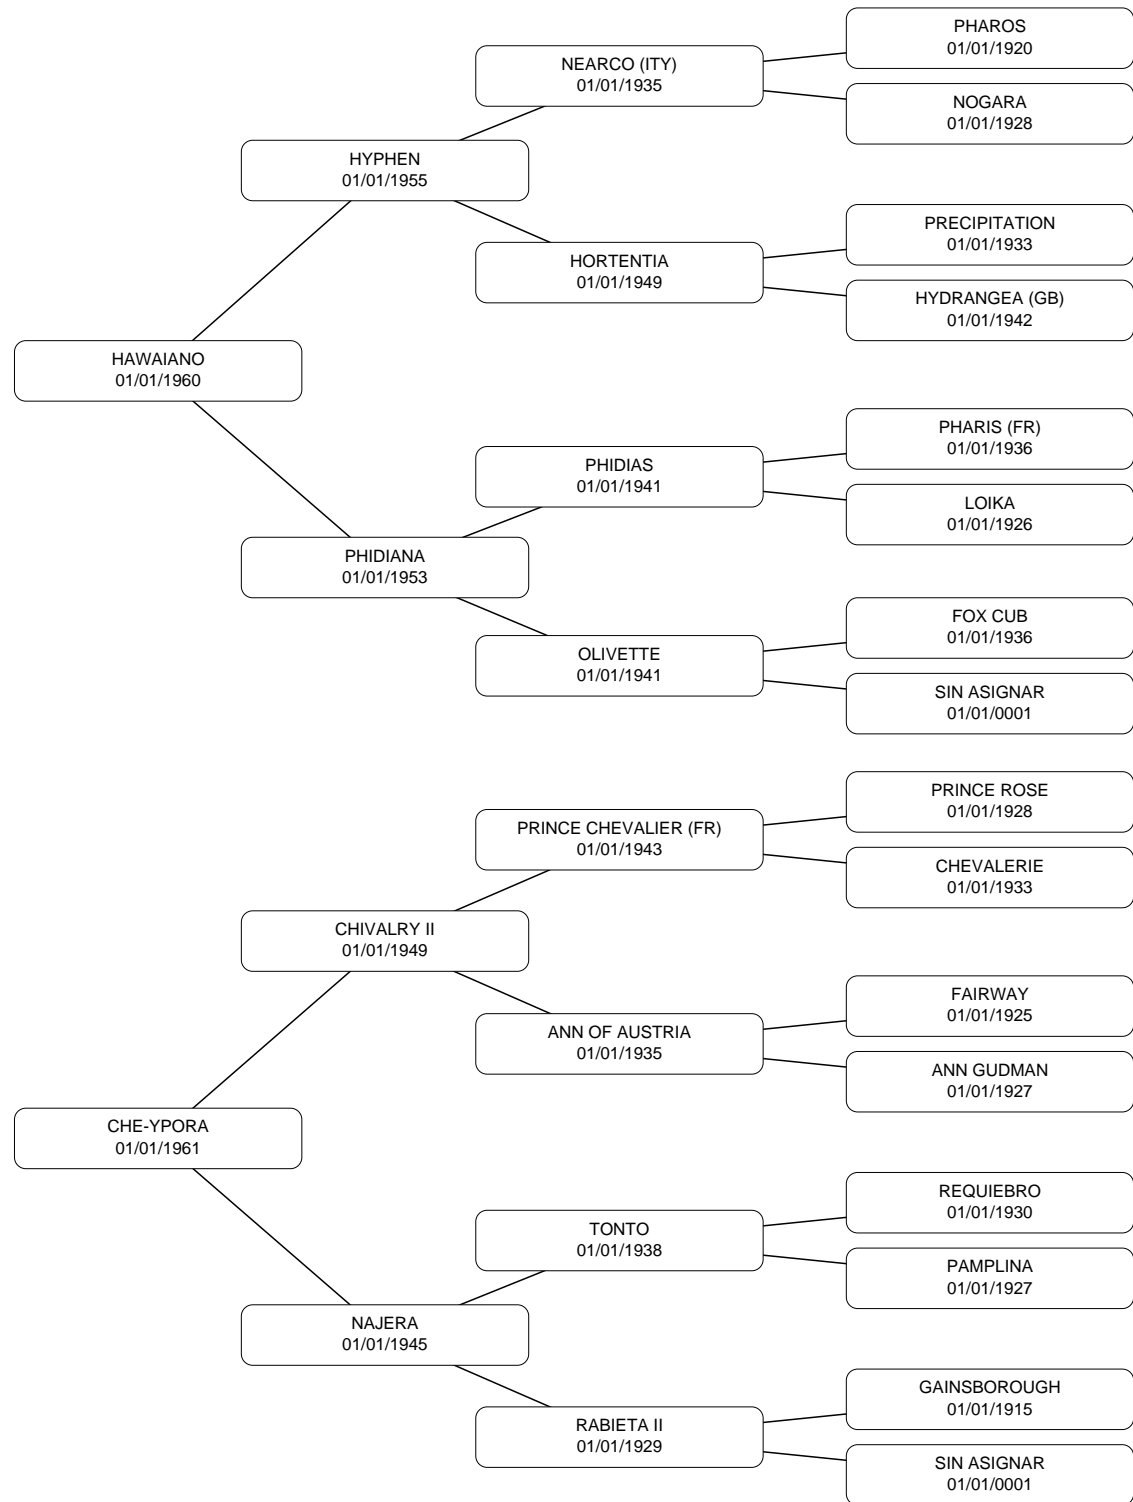 PHAROS
01/01/1920
NEARCO (ITY)
01/01/1935
NOGARA
01/01/1928
HYPHEN
01/01/1955
PRECIPITATION
01/01/1933
HORTENTIA
01/01/1949
HYDRANGEA (GB)
01/01/1942
HAWAIANO
01/01/1960
PHARIS (FR)
01/01/1936
PHIDIAS
01/01/1941
LOIKA
01/01/1926
PHIDIANA
01/01/1953
FOX CUB
01/01/1936
OLIVETTE
01/01/1941
SIN ASIGNAR
01/01/0001
PRINCE ROSE
01/01/1928
PRINCE CHEVALIER (FR)
01/01/1943
CHEVALERIE
01/01/1933
CHIVALRY II
01/01/1949
FAIRWAY
01/01/1925
ANN OF AUSTRIA
01/01/1935
ANN GUDMAN
01/01/1927
CHE-YPORA
01/01/1961
REQUIEBRO
01/01/1930
TONTO
01/01/1938
PAMPLINA
01/01/1927
NAJERA
01/01/1945
GAINSBOROUGH
01/01/1915
RABIETA II
01/01/1929
SIN ASIGNAR
01/01/0001